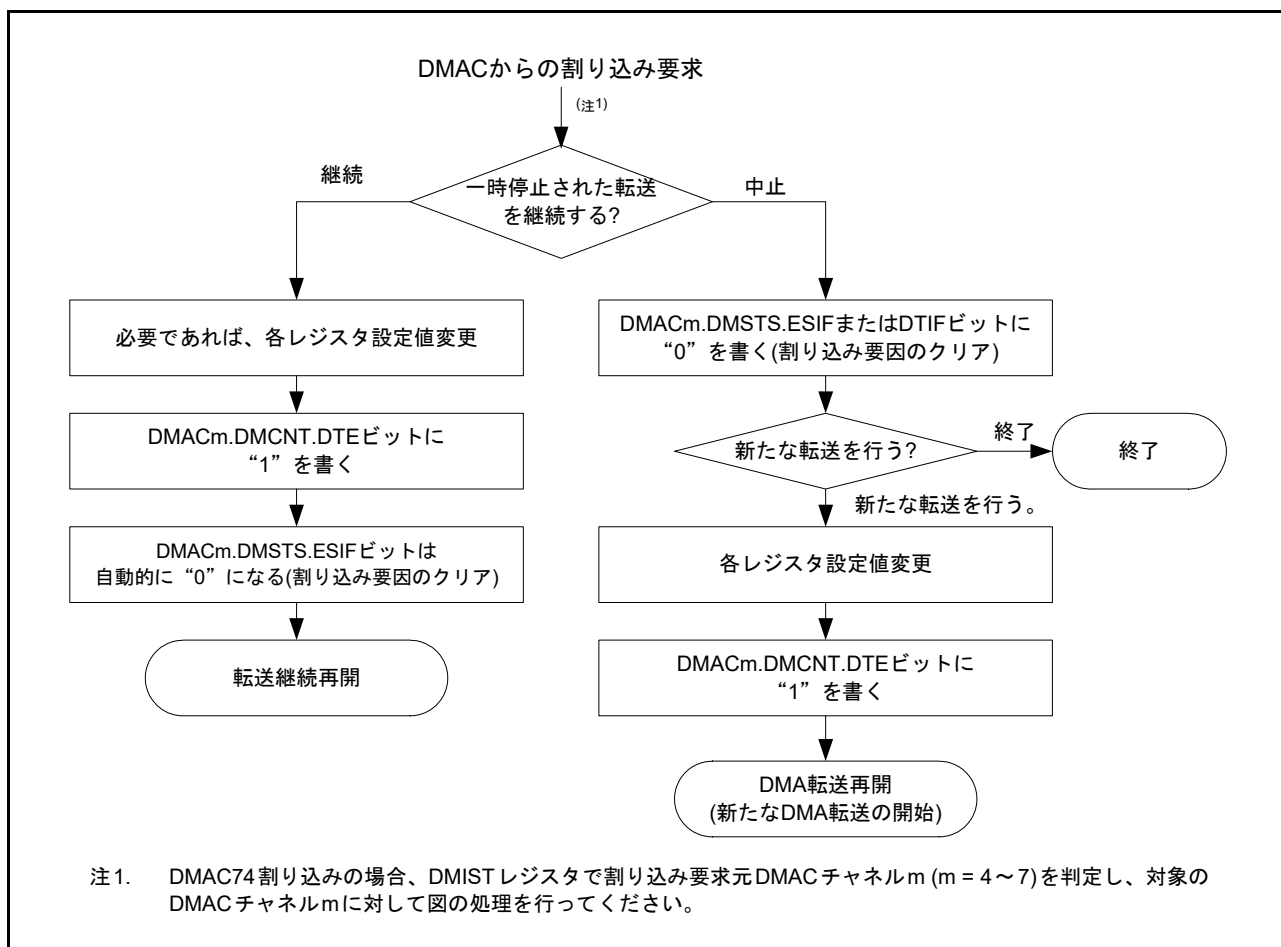 DMACからの割り込み要求
(注1)
一時停止された転送
を継続する?
継続
中止
必要であれば、各レジスタ設定値変更
DMACm.DMCNT.DTEビットに
“1”を書く
DMACm.DMSTS.ESIFビットは
自動的に“0”になる(割り込み要因のクリア)
転送継続再開
DMACm.DMSTS.ESIFまたはDTIFビットに
“0”を書く(割り込み要因のクリア)
新たな転送を行う?
終了
終了
新たな転送を行う。
各レジスタ設定値変更
DMACm.DMCNT.DTEビットに
“1”を書く
DMA転送再開
(新たなDMA転送の開始)
注1. DMAC74割り込みの場合、DMISTレジスタで割り込み要求元DMACチャネルm (m = 4～7)を判定し、対象の
DMACチャネルmに対して図の処理を行ってください。